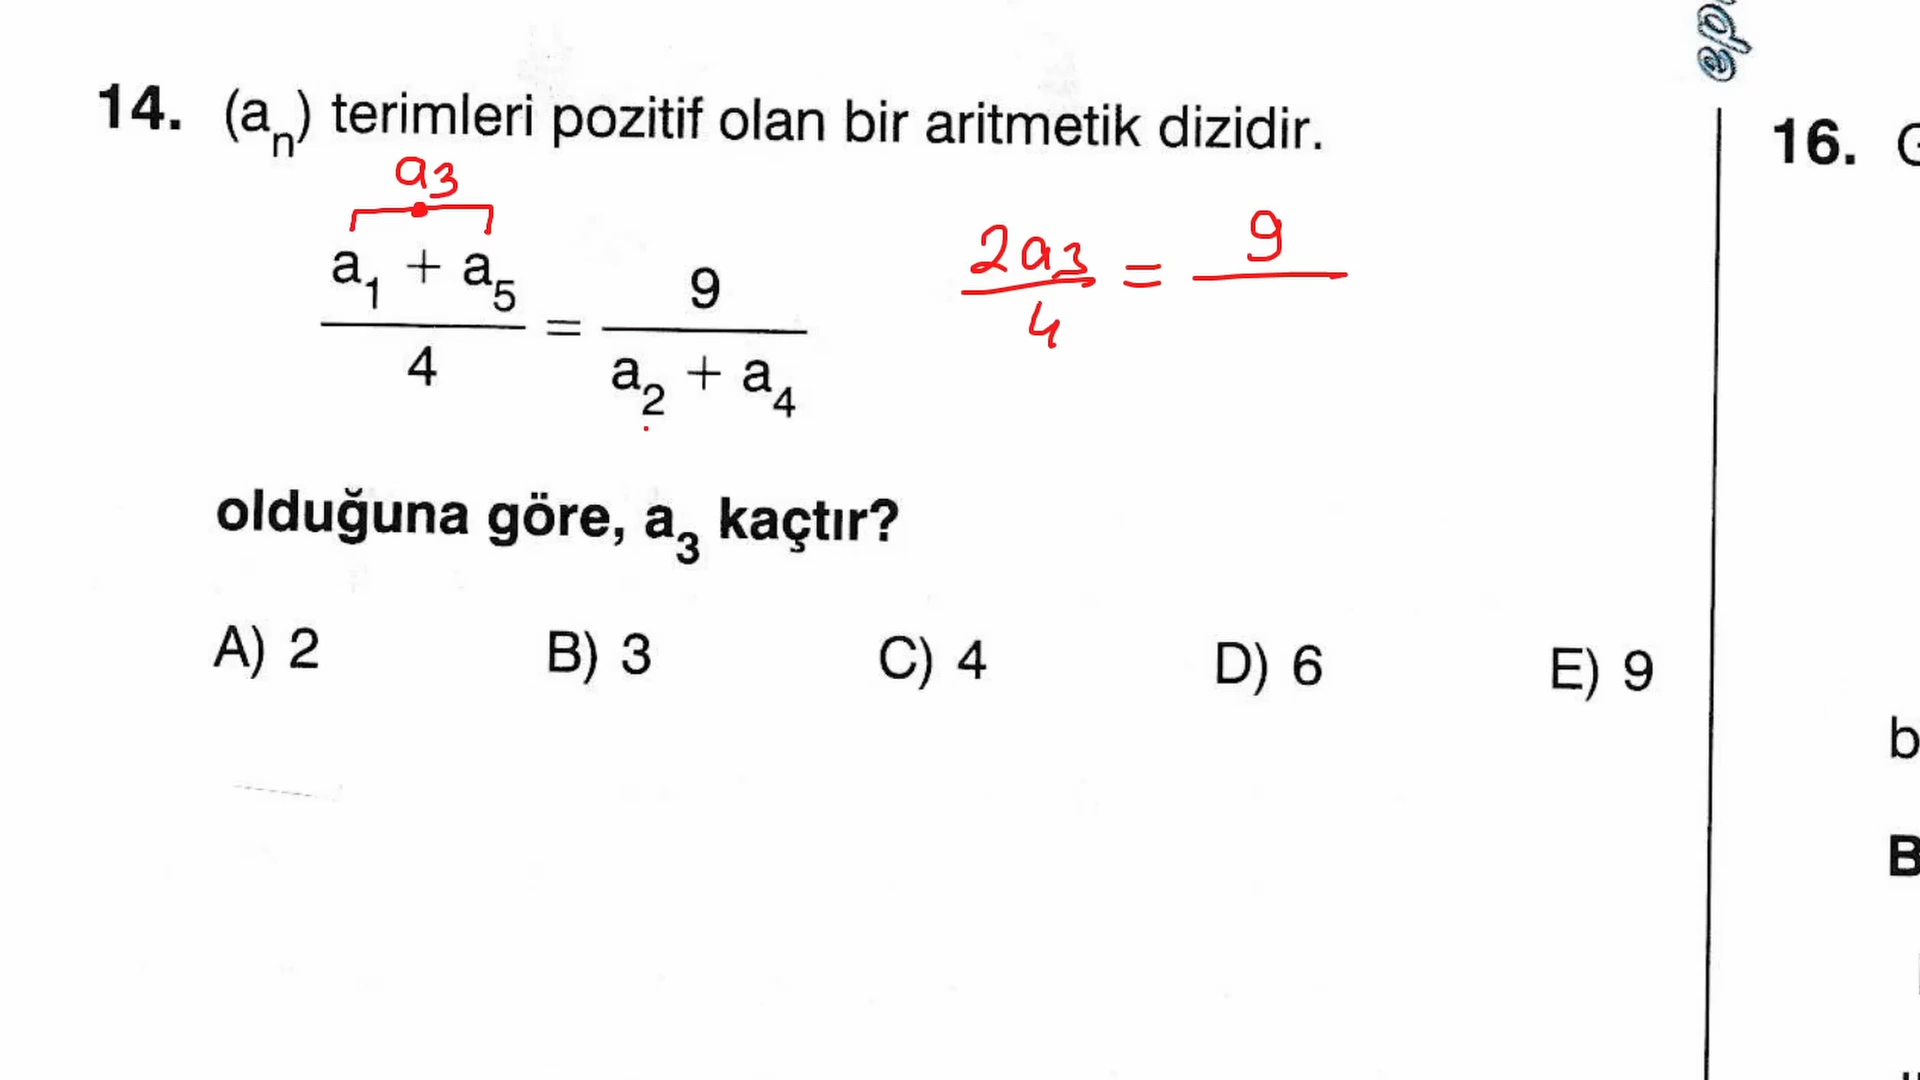 14. (aₙ) terimleri pozitif olan bir aritmetik dizidir.
a₃
(a₁ + a₅)/4 = 9/(a₂ + a₄)
2a₃/4 = 9/
olduğuna göre, a₃ kaçtır?
A) 2 B) 3 C) 4 D) 6 E) 9
16.
b
B